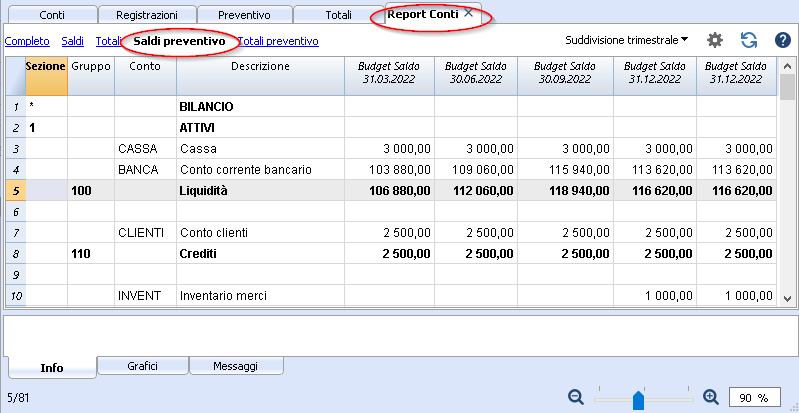 Conti Registrazioni Preventivo Totali Report Conti
Completo Saldi Totali Saldi preventivo Totali preventivo Suddivisione trimestrale
Sezione Gruppo Conto Descrizione Budget Saldo 31.03.2022 Budget Saldo 30.06.2022 Budget Saldo 30.09.2022 Budget Saldo 31.12.2022 Budget Saldo 31.12.2022
1 * BILANCIO
2 1 ATTIVI
3 CASSA Cassa 3 000,00 3 000,00 3 000,00 3 000,00 3 000,00
4 BANCA Conto corrente bancario 103 880,00 109 060,00 115 940,00 113 620,00 113 620,00
5 100 Liquidità 106 880,00 112 060,00 118 940,00 116 620,00 116 620,00
6
7 CLIENTI Conto clienti 2 500,00 2 500,00 2 500,00 2 500,00 2 500,00
8 110 Crediti 2 500,00 2 500,00 2 500,00 2 500,00 2 500,00
9
10 INVENT Inventario merci 1 000,00 1 000,00
Info Grafici Messaggi
5/81 90 %